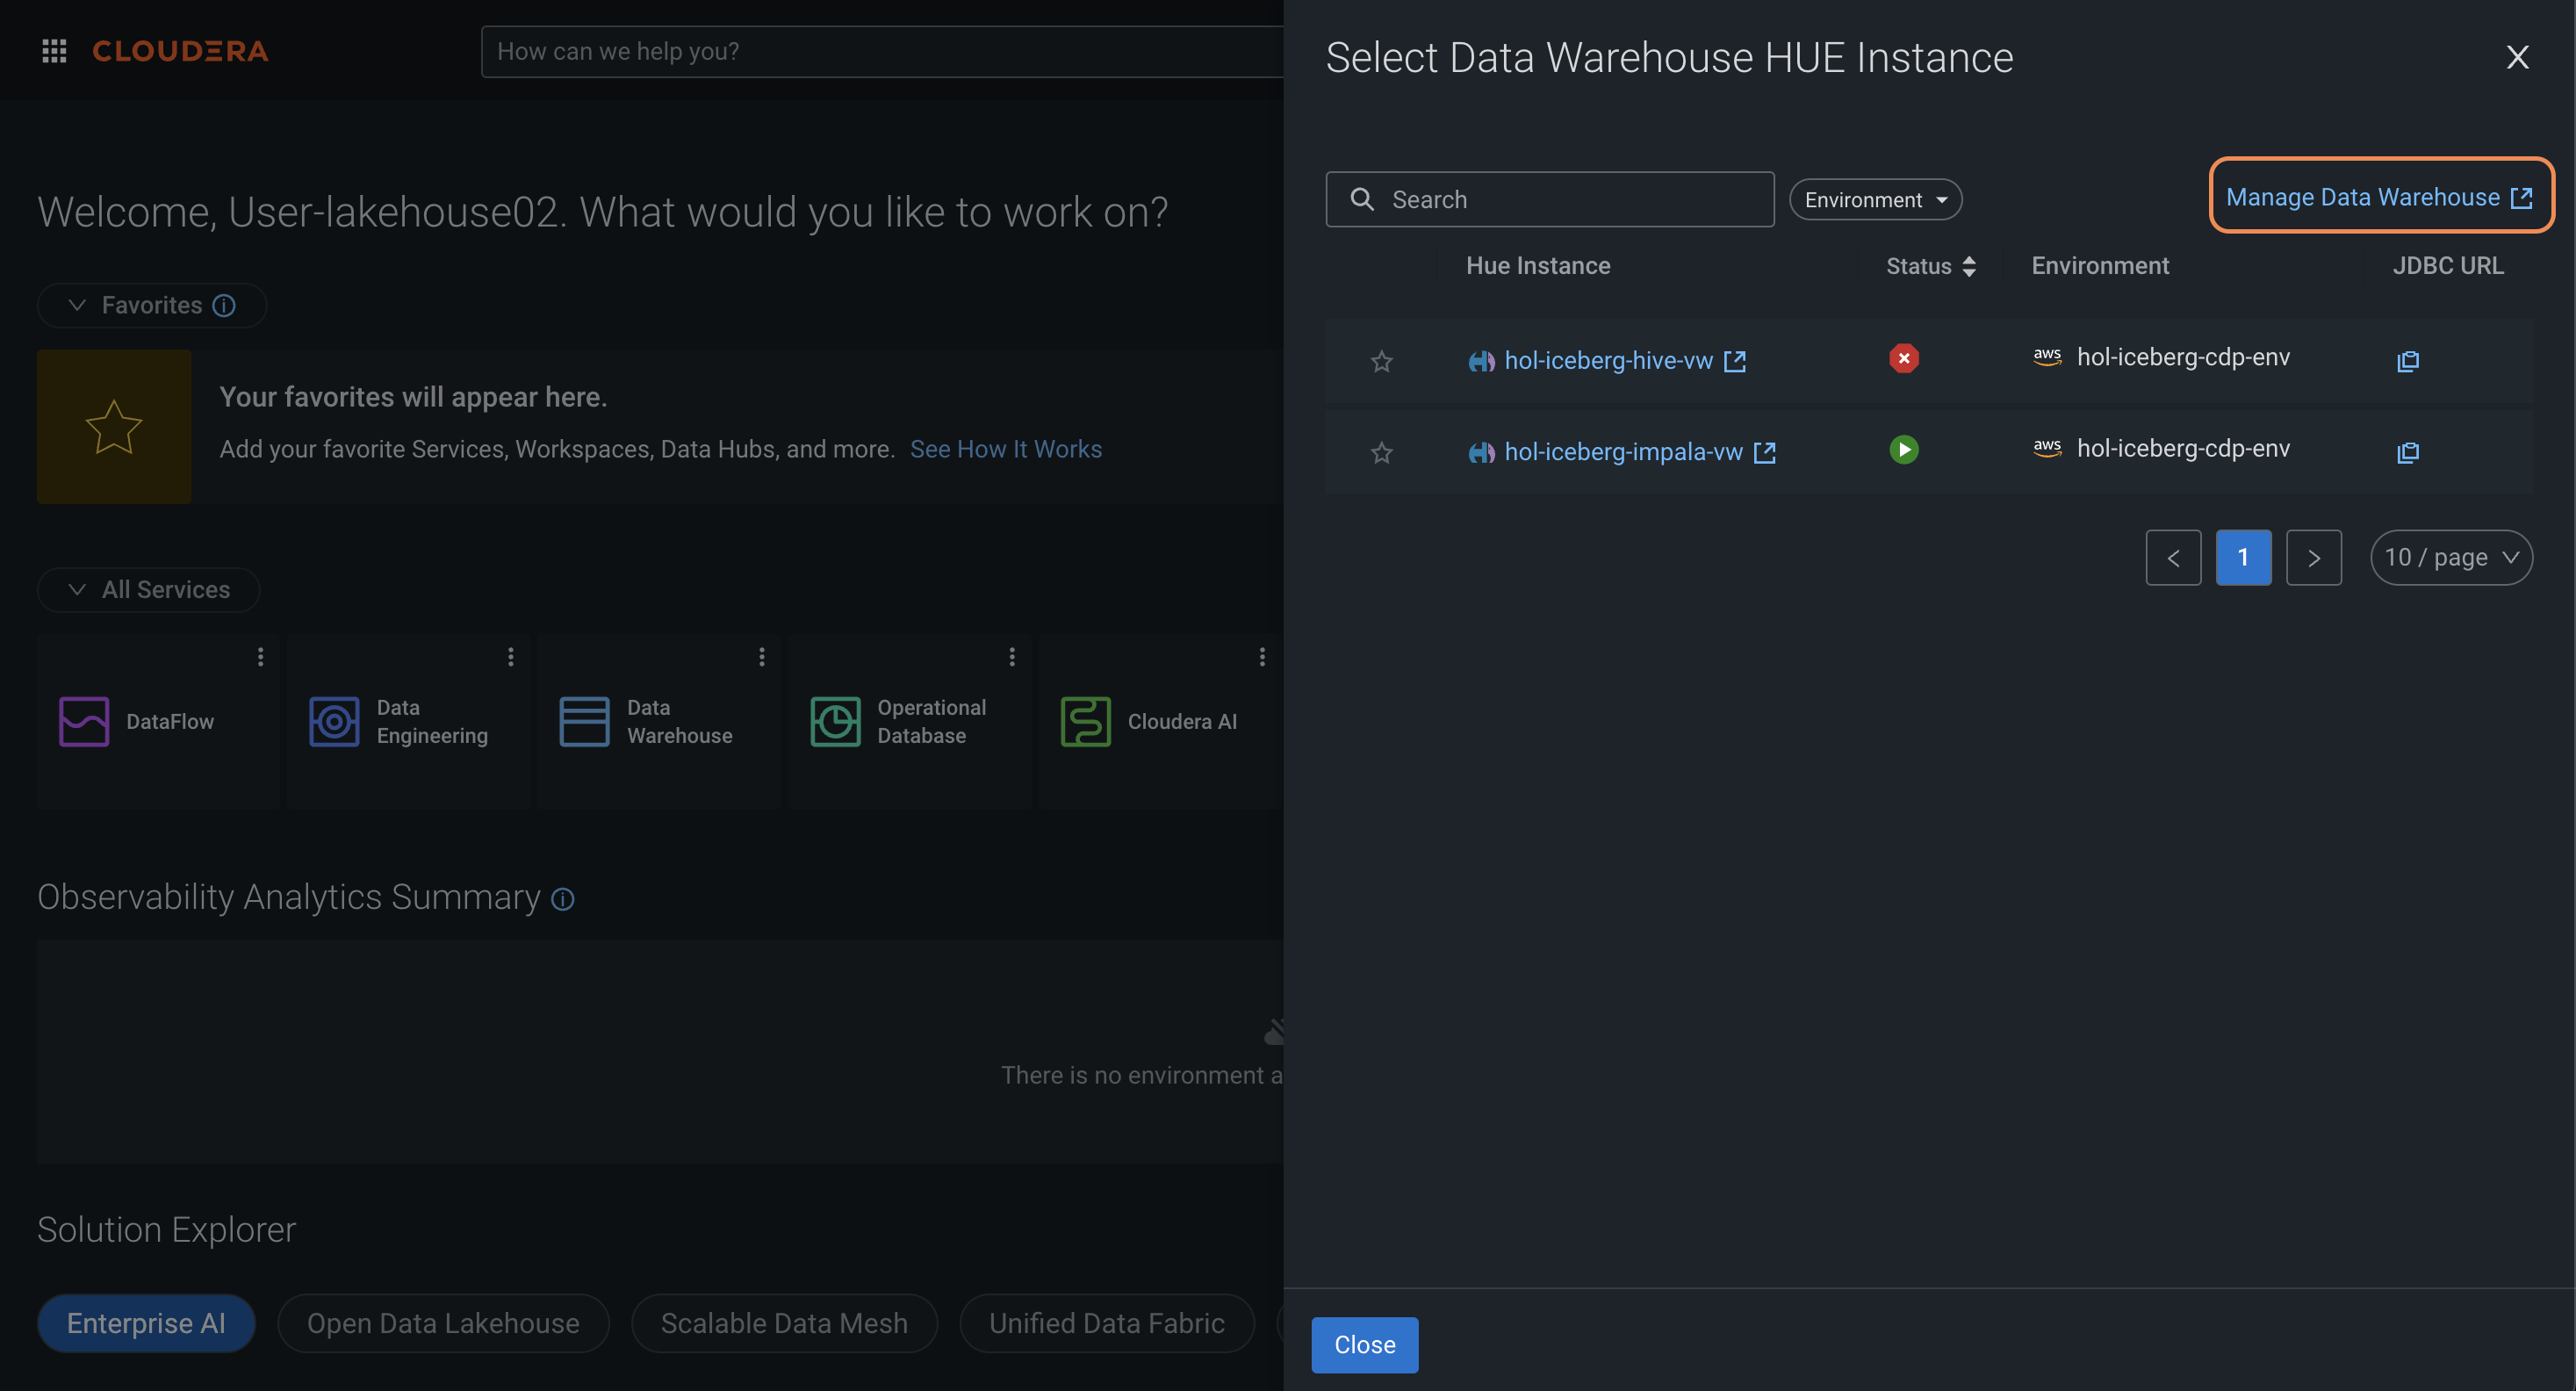 CLOUDERA
How can we help you?
Welcome, User-lakehouse02. What would you like to work on?
Favorites
Your favorites will appear here.
Add your favorite Services, Workspaces, Data Hubs, and more. See How It Works
All Services
DataFlow
Data
Engineering
Data
Warehouse
Operational
Database
Cloudera AI
Observability Analytics Summary
There is no environment a
Solution Explorer
Enterprise AI
Open Data Lakehouse
Scalable Data Mesh
Unified Data Fabric
Select Data Warehouse HUE Instance
Search
Environment
Manage Data Warehouse
Hue Instance Status Environment JDBC URL
hol-iceberg-hive-vw aws hol-iceberg-cdp-env
hol-iceberg-impala-vw aws hol-iceberg-cdp-env
1
10 / page
Close